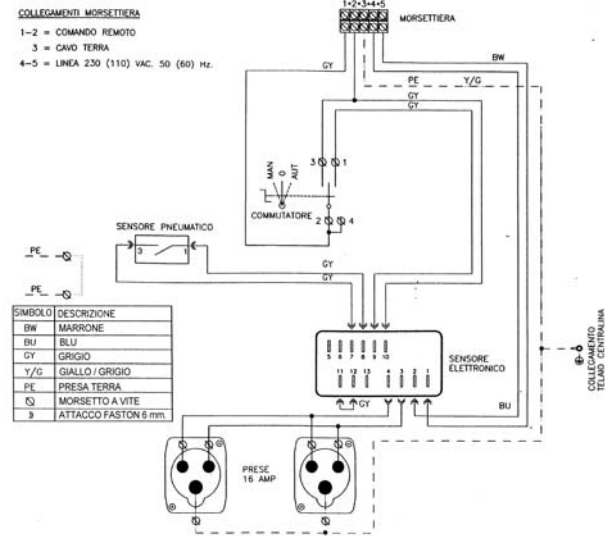 COLLEGAMENTI MORSETTIERA
1-2 = COMANDO REMOTO
3 = CAVO TERRA
4-5 = LINEA 230 (110) VAC. 50 (60) Hz.
1•2•3•4•5
MORSETTIERA
GY
BW
PE
Y/G
GY
GY
3
1
MAN
AUT
COMMUTATORE
2
4
SENSORE PNEUMATICO
3
1
PE
PE
GY
GY
SIMBOLO DESCRIZIONE
BW MARRONE
BU BLU
GY GRIGIO
Y/G GIALLO / GRIGIO
PE PRESA TERRA
MORSETTO A VITE
ATTACCO FASTON 6 mm.
5 6 7 8 9 10
11 12 13 4 3 2 1
SENSORE
ELETTRONICO
GY
BU
COLLEGAMENTO
TELAIO CENTRALINA
PRESE
16 AMP